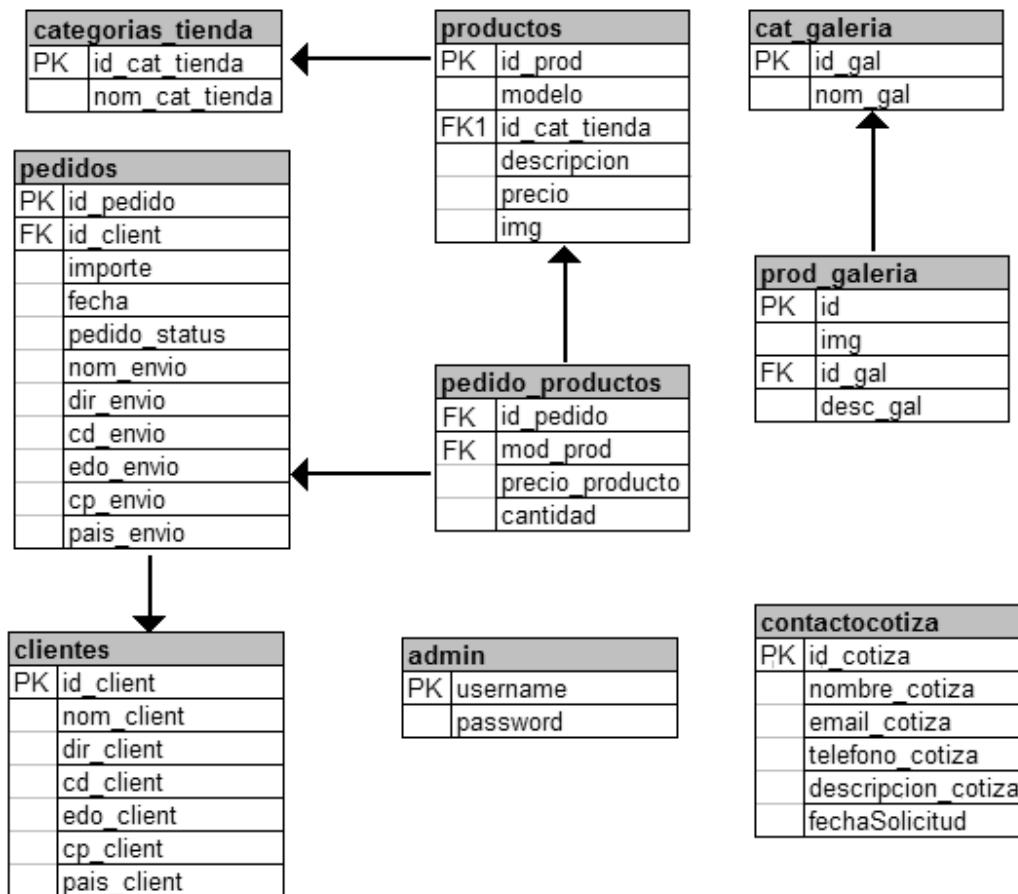 categorias_tienda
PK id_cat_tienda
nom_cat_tienda
productos
PK id_prod
modelo
FK1 id_cat_tienda
descripcion
precio
img
cat_galeria
PK id_gal
nom_gal
pedidos
PK id_pedido
FK id_client
importe
fecha
pedido_status
nom_envio
dir_envio
cd_envio
edo_envio
cp_envio
pais_envio
pedido_productos
FK id_pedido
FK mod_prod
precio_producto
cantidad
prod_galeria
PK id
img
FK id_gal
desc_gal
clientes
PK id_client
nom_client
dir_client
cd_client
edo_client
cp_client
pais_client
admin
PK username
password
contactocotiza
PK id_cotiza
nombre_cotiza
email_cotiza
telefono_cotiza
descripcion_cotiza
fechaSolicitud